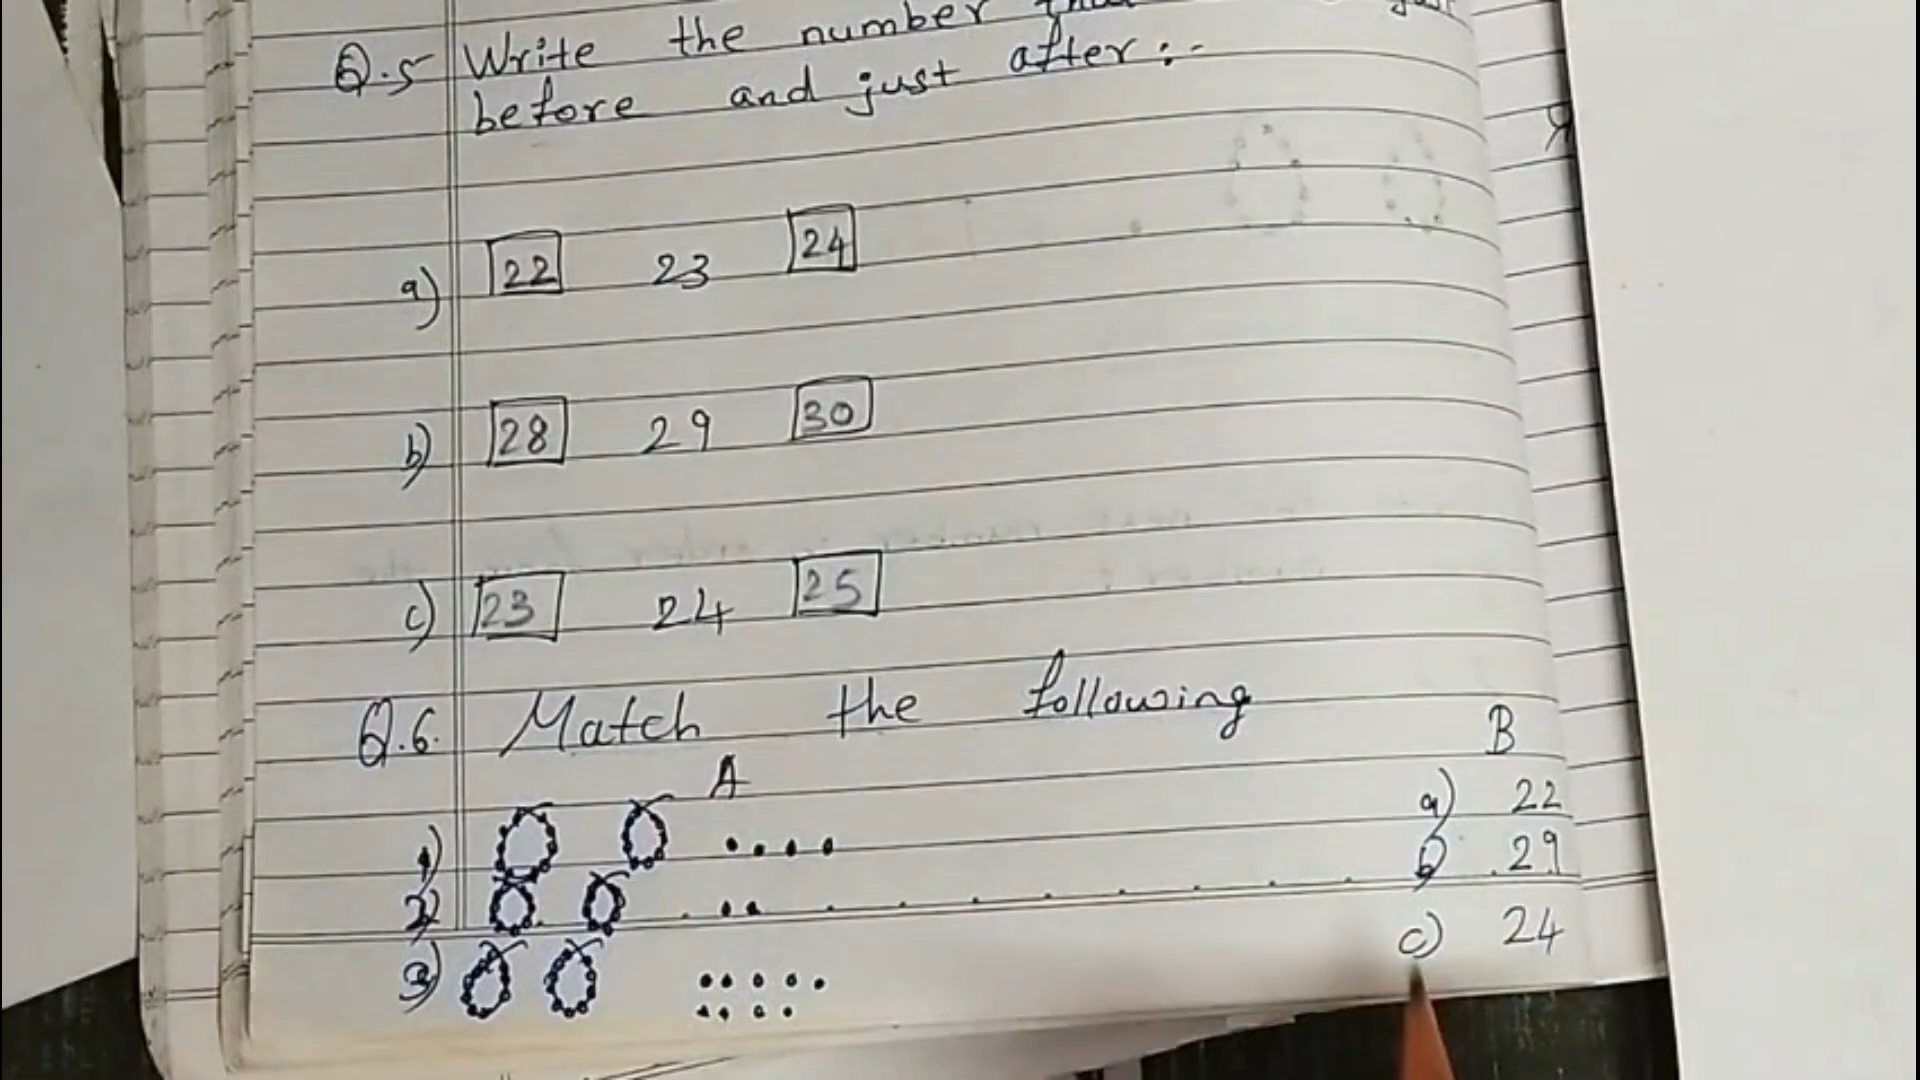 Q.5 Write the number
before and just after :-
a) 22 23 24
b) 28 29 30
c) 23 24 25
Q.6. Match the following
A B
1) a) 22
2) b) 29
3) c) 24